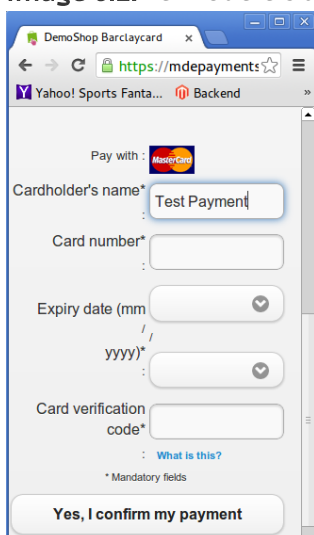 DemoShop Barclaycard
https://mdepayments
Yahoo! Sports Fanta... Backend »
Pay with : MasterCard
Cardholder's name*
: Test Payment
Card number*
:
Expiry date (mm
/ /
yyyy)*
:
Card verification
code*
: What is this?
* Mandatory fields
Yes, I confirm my payment